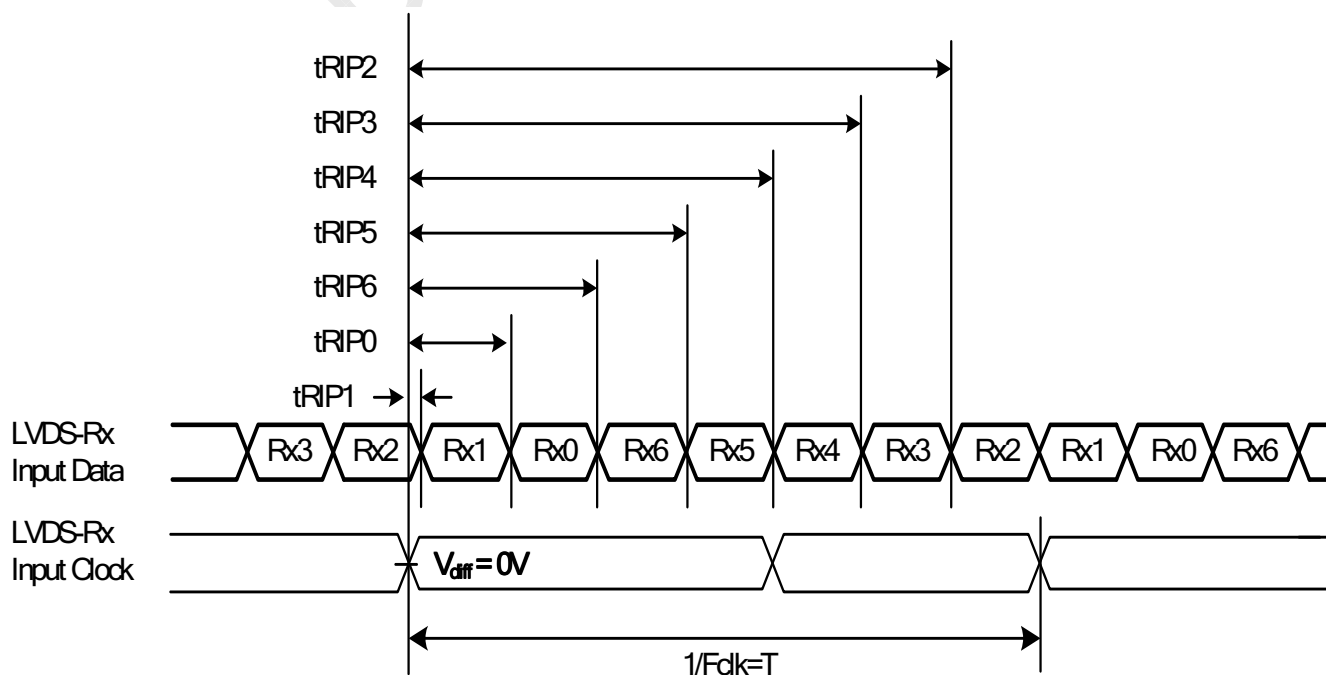 tRIP2
tRIP3
tRIP4
tRIP5
tRIP6
tRIP0
tRIP1
LVDS-Rx
Input Data
Rx3 Rx2 Rx1 Rx0 Rx6 Rx5 Rx4 Rx3 Rx2 Rx1 Rx0 Rx6
LVDS-Rx
Input Clock
Vdiff = 0V
1/Fclk=T